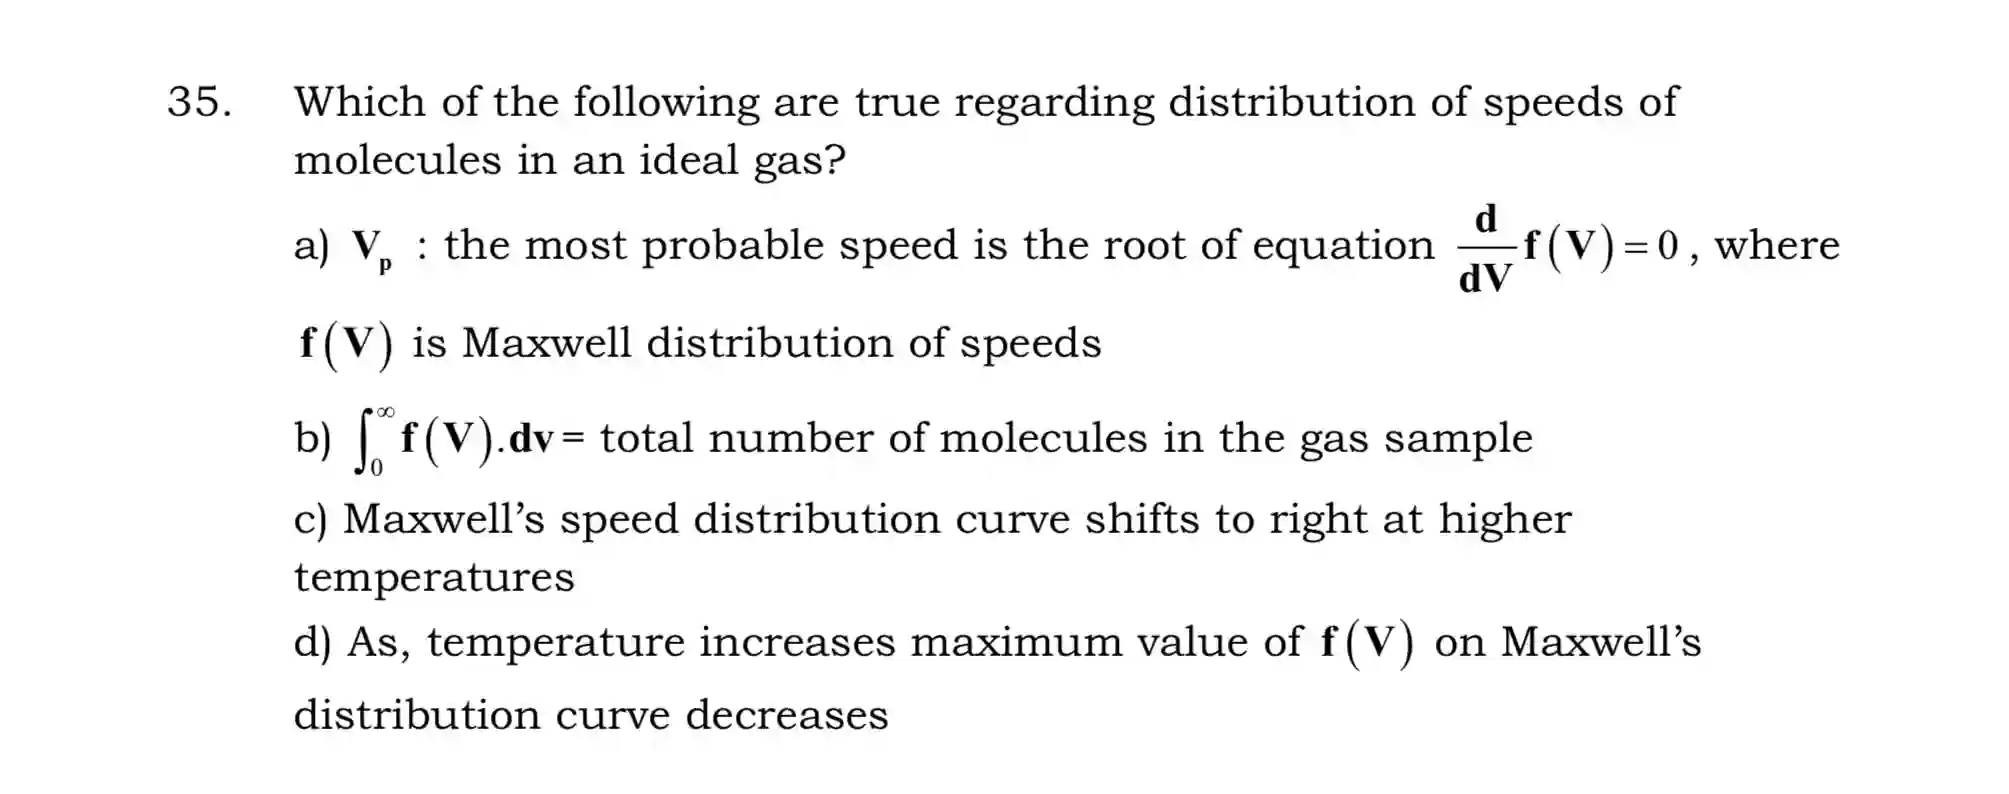 35. Which of the following are true regarding distribution of speeds of
molecules in an ideal gas?
a) V_p : the most probable speed is the root of equation d/dV f(V) = 0 , where
f(V) is Maxwell distribution of speeds
b) ∫_0^∞ f(V).dv = total number of molecules in the gas sample
c) Maxwell’s speed distribution curve shifts to right at higher
temperatures
d) As, temperature increases maximum value of f(V) on Maxwell’s
distribution curve decreases